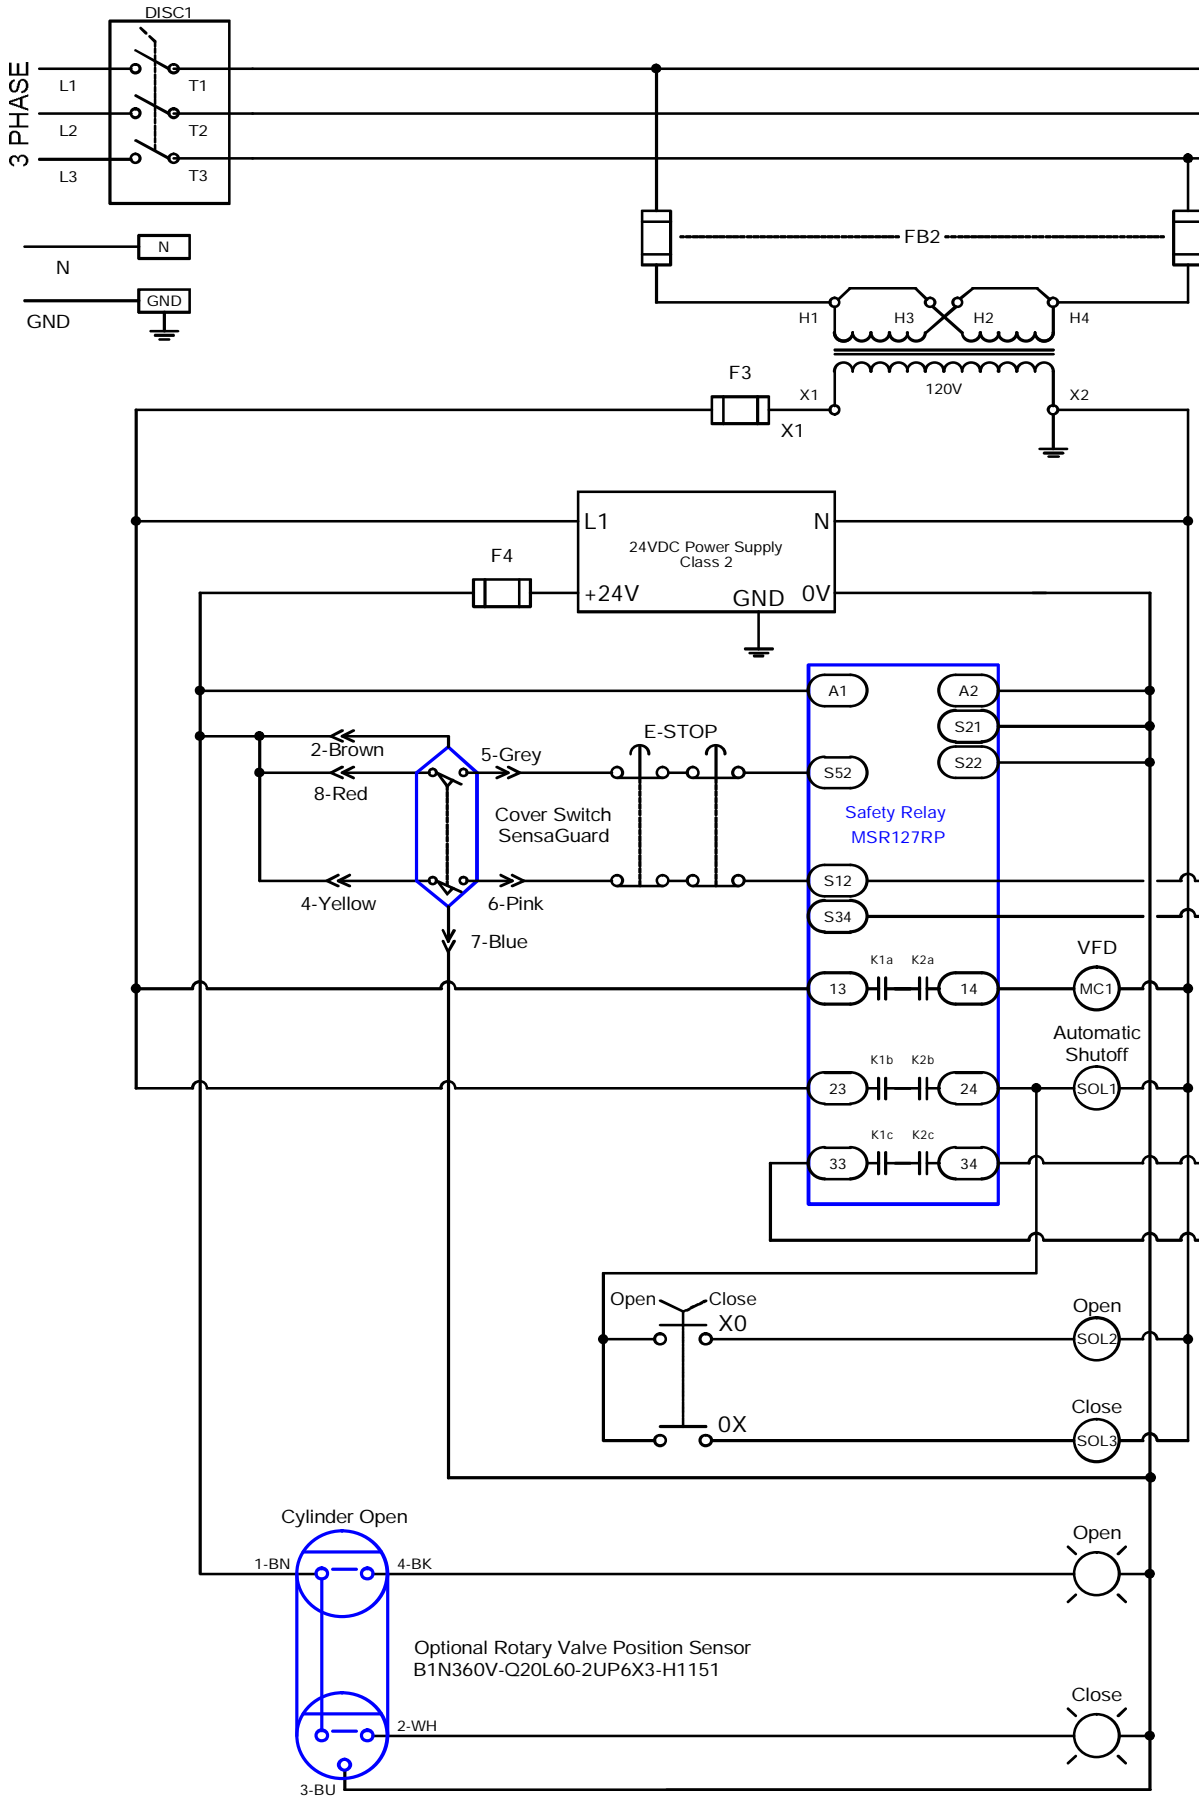 DISC1
3 PHASE
L1
T1
L2
T2
L3
T3
N
N
GND
GND
FB2
H1
H3
H2
H4
F3
X1
120V
X2
X1
L1
N
24VDC Power Supply
Class 2
F4
+24V
GND
0V
A1
A2
E-STOP
S21
2-Brown
5-Grey
S22
S52
8-Red
Cover Switch
SensaGuard
Safety Relay
MSR127RP
S12
4-Yellow
6-Pink
S34
7-Blue
VFD
K1a
K2a
13
14
MC1
Automatic
Shutoff
K1b
K2b
23
24
SOL1
K1c
K2c
33
34
Open
Close
Open
X0
SOL2
Close
0X
SOL3
Cylinder Open
Open
1-BN
4-BK
Optional Rotary Valve Position Sensor
B1N360V-Q20L60-2UP6X3-H1151
Close
2-WH
3-BU